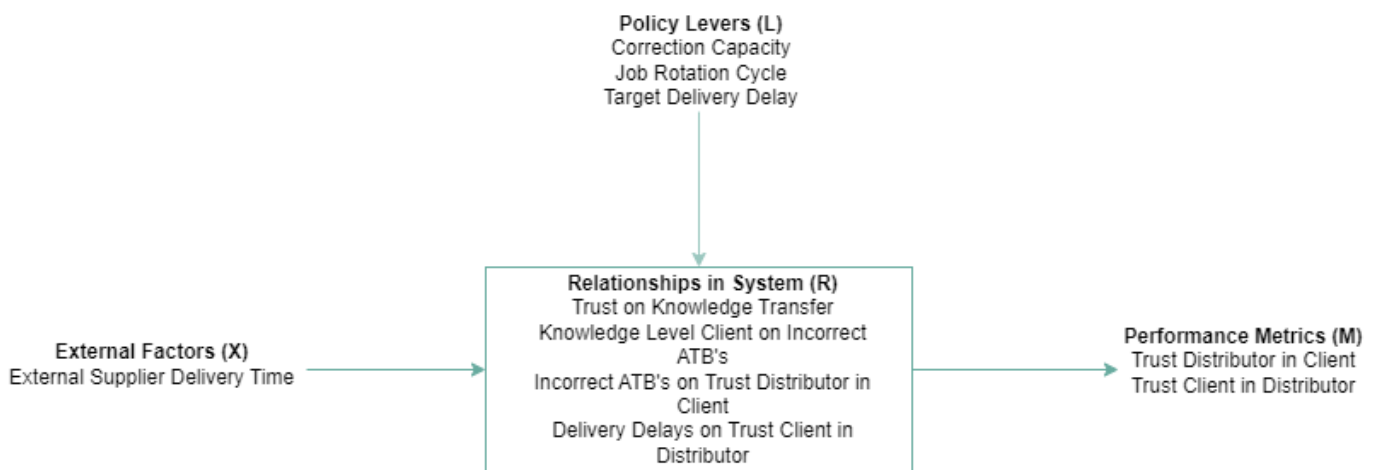 Policy Levers (L)
Correction Capacity
Job Rotation Cycle
Target Delivery Delay
Relationships in System (R)
Trust on Knowledge Transfer
Knowledge Level Client on Incorrect
ATB's
Incorrect ATB's on Trust Distributor in
Client
Delivery Delays on Trust Client in
Distributor
External Factors (X)
External Supplier Delivery Time
Performance Metrics (M)
Trust Distributor in Client
Trust Client in Distributor